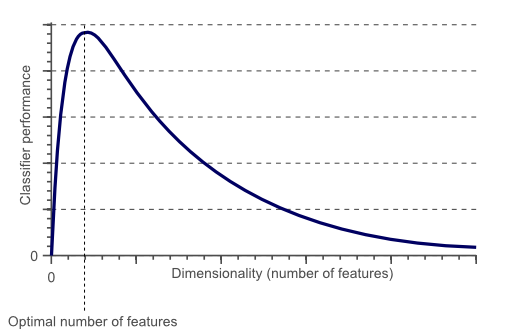 Classifier performance
0
0
Dimensionality (number of features)
Optimal number of features